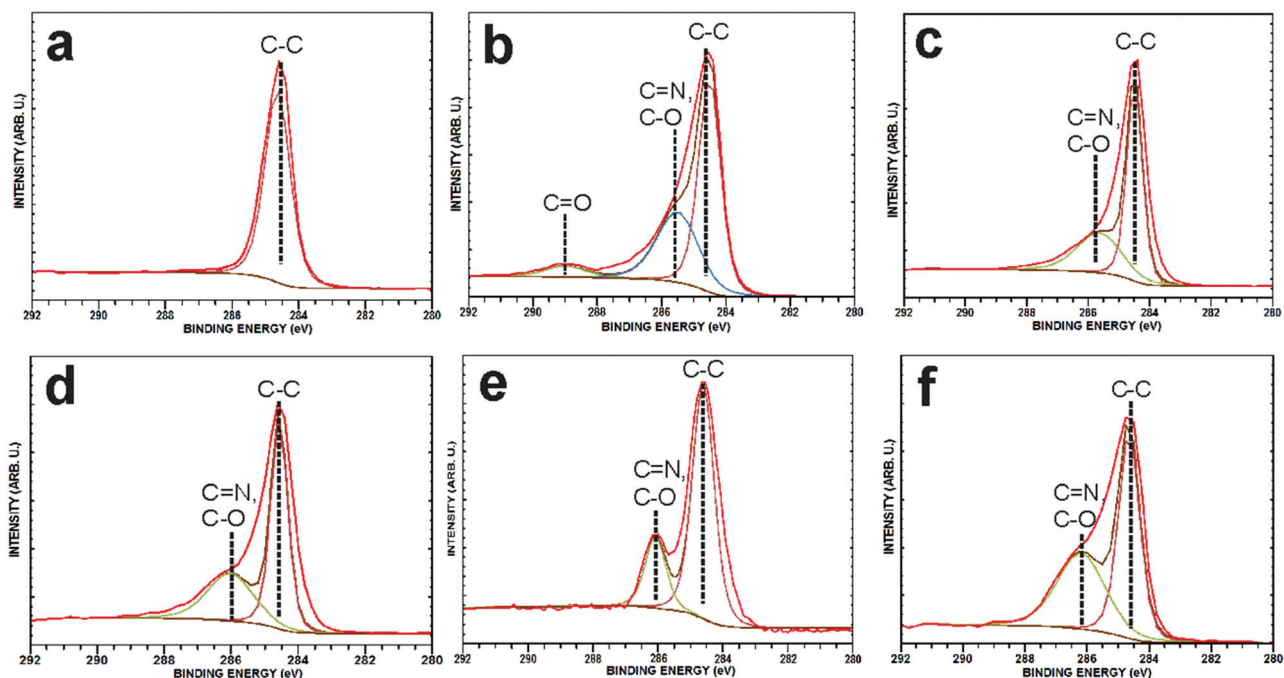 a
C-C
INTENSITY (ARB. U.)
292 290 288 286 284 282 280
BINDING ENERGY (eV)
b
C-C
C=N,
C-O
C=O
INTENSITY (ARB. U.)
292 290 288 286 284 282 280
BINDING ENERGY (eV)
c
C-C
C=N,
C-O
INTENSITY (ARB. U.)
292 290 288 286 284 282 280
BINDING ENERGY (eV)
d
C-C
C=N,
C-O
INTENSITY (ARB. U.)
292 290 288 286 284 282 280
BINDING ENERGY (eV)
e
C-C
C=N,
C-O
INTENSITY (ARB. U.)
292 290 288 286 284 282 280
BINDING ENERGY (eV)
f
C-C
C=N,
C-O
INTENSITY (ARB. U.)
292 290 288 286 284 282 280
BINDING ENERGY (eV)